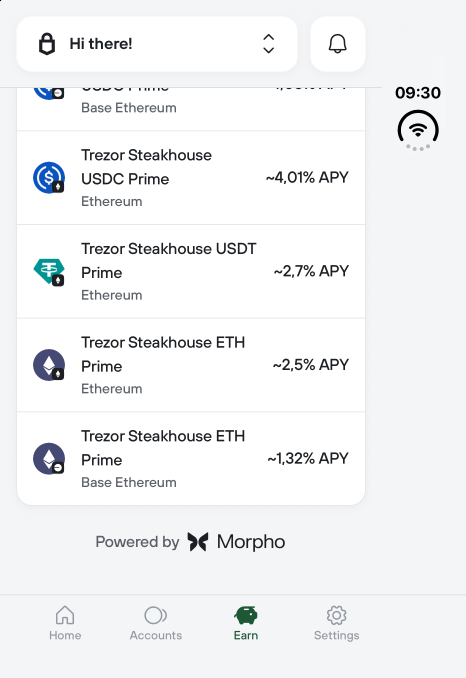 Hi there!
09:30
USDC Prime
Base Ethereum
Trezor Steakhouse
USDC Prime
~4,01% APY
Ethereum
Trezor Steakhouse USDT
Prime
~2,7% APY
Ethereum
Trezor Steakhouse ETH
Prime
~2,5% APY
Ethereum
Trezor Steakhouse ETH
Prime
~1,32% APY
Base Ethereum
Powered by Morpho
Home
Accounts
Earn
Settings